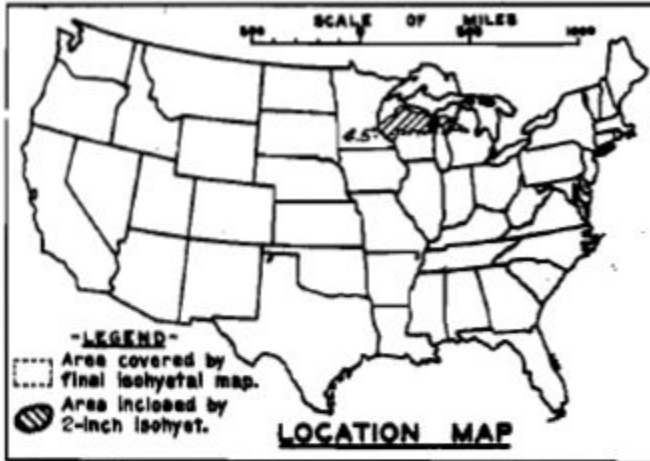 SCALE OF MILES
500 0 500 1000
6.5
-LEGEND-
Area covered by
final isohyetal map.
Area inclosed by
2-inch isohyet.
LOCATION MAP